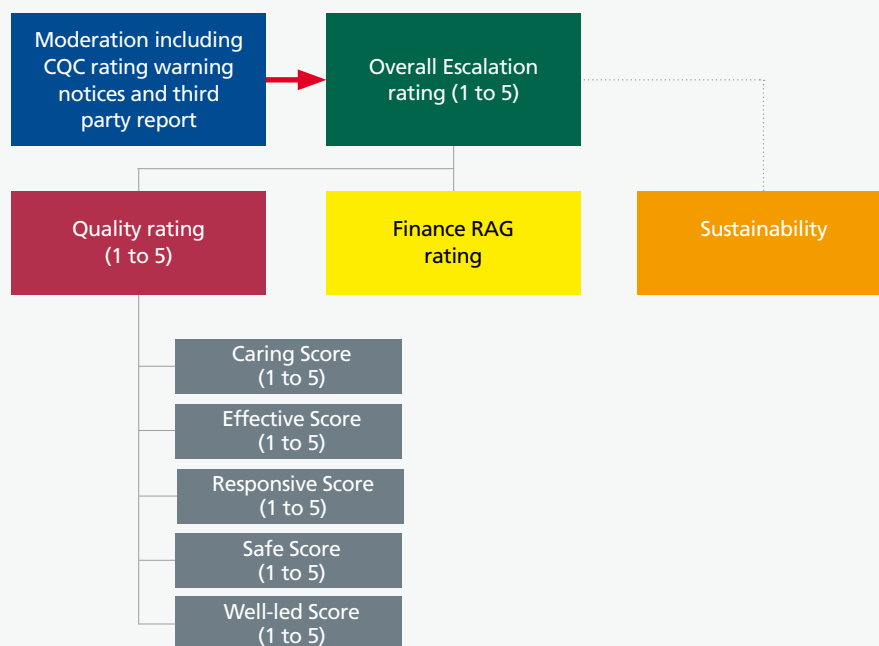 Moderation including
CQC rating warning
notices and third
party report
Overall Escalation
rating (1 to 5)
Quality rating
(1 to 5)
Finance RAG
rating
Sustainability
Caring Score
(1 to 5)
Effective Score
(1 to 5)
Responsive Score
(1 to 5)
Safe Score
(1 to 5)
Well-led Score
(1 to 5)